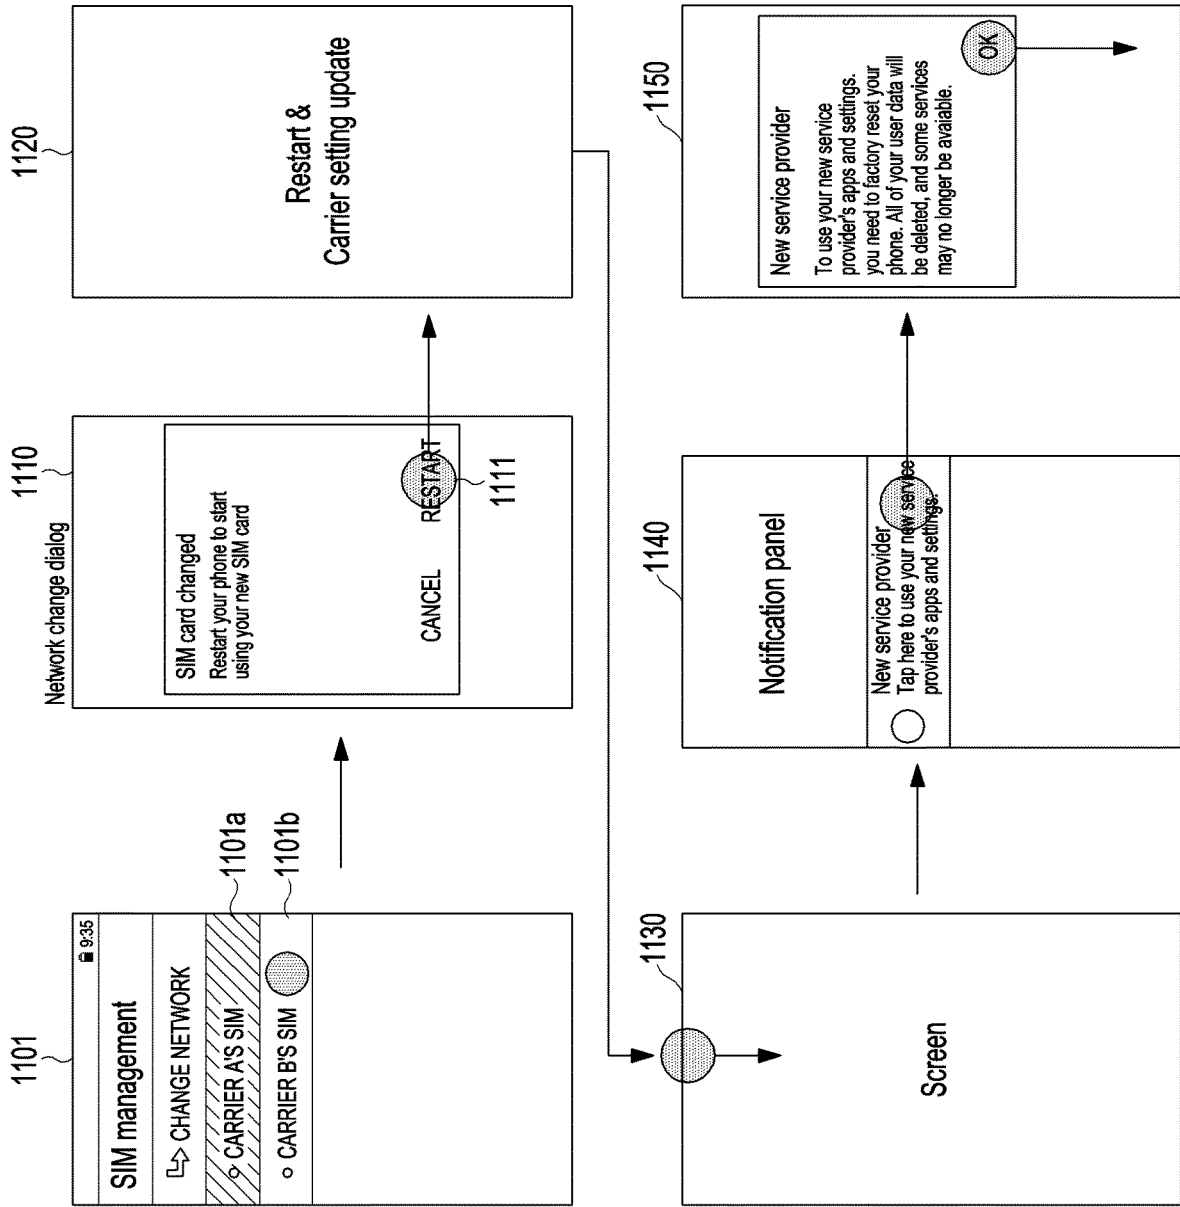 1101
9:35
SIM management
CHANGE NETWORK
CARRIER A'S SIM
1101a
CARRIER B'S SIM
1101b
Network change dialog
1110
SIM card changed
Restart your phone to start
using your new SIM card
CANCEL RESTART
1111
1120
Restart &
Carrier setting update
1130
Screen
1140
Notification panel
New service provider
Tap here to use your new service
provider's apps and settings.
1150
New service provider
To use your new service
provider's apps and settings.
you need to factory reset your
phone. All of your user data will
be deleted, and some services
may no longer be avaiable.
OK